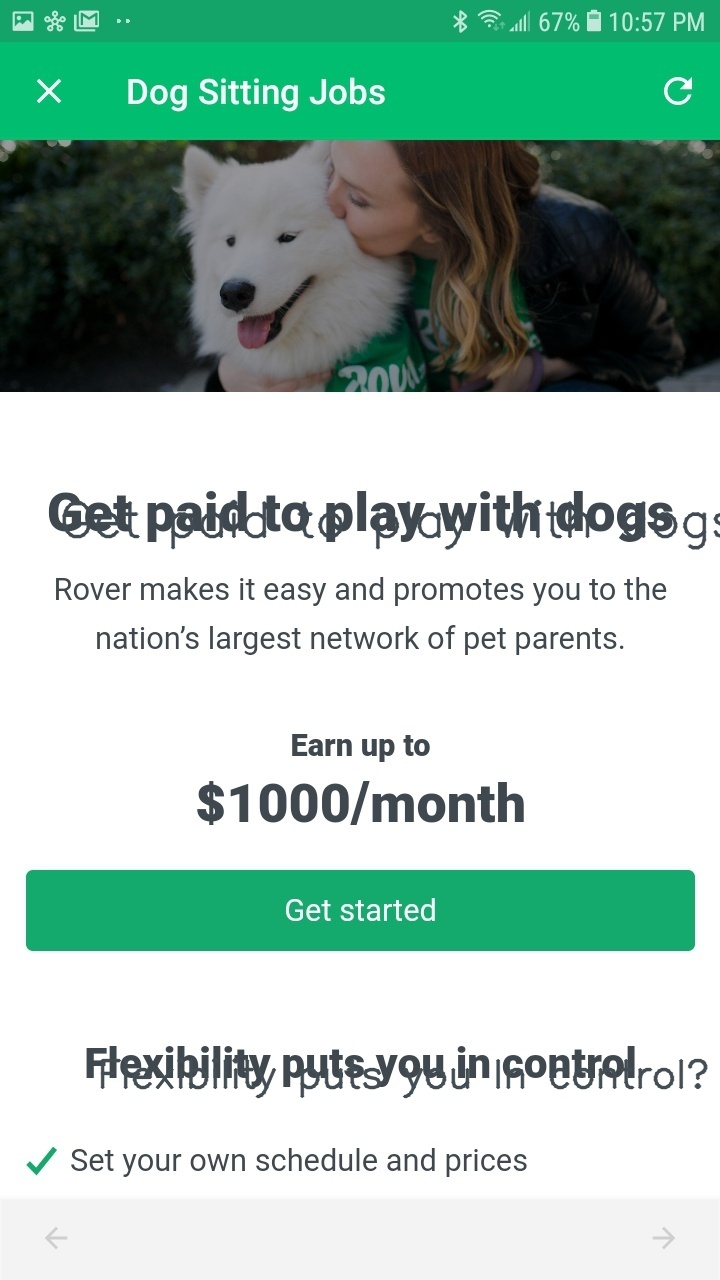 67% 10:57 PM
Dog Sitting Jobs
Get paid to play with dogs
Get paid to play with dogs
Rover makes it easy and promotes you to the
nation’s largest network of pet parents.
Earn up to
$1000/month
Get started
Flexibility puts you in control
Flexibility puts you In control?
Set your own schedule and prices